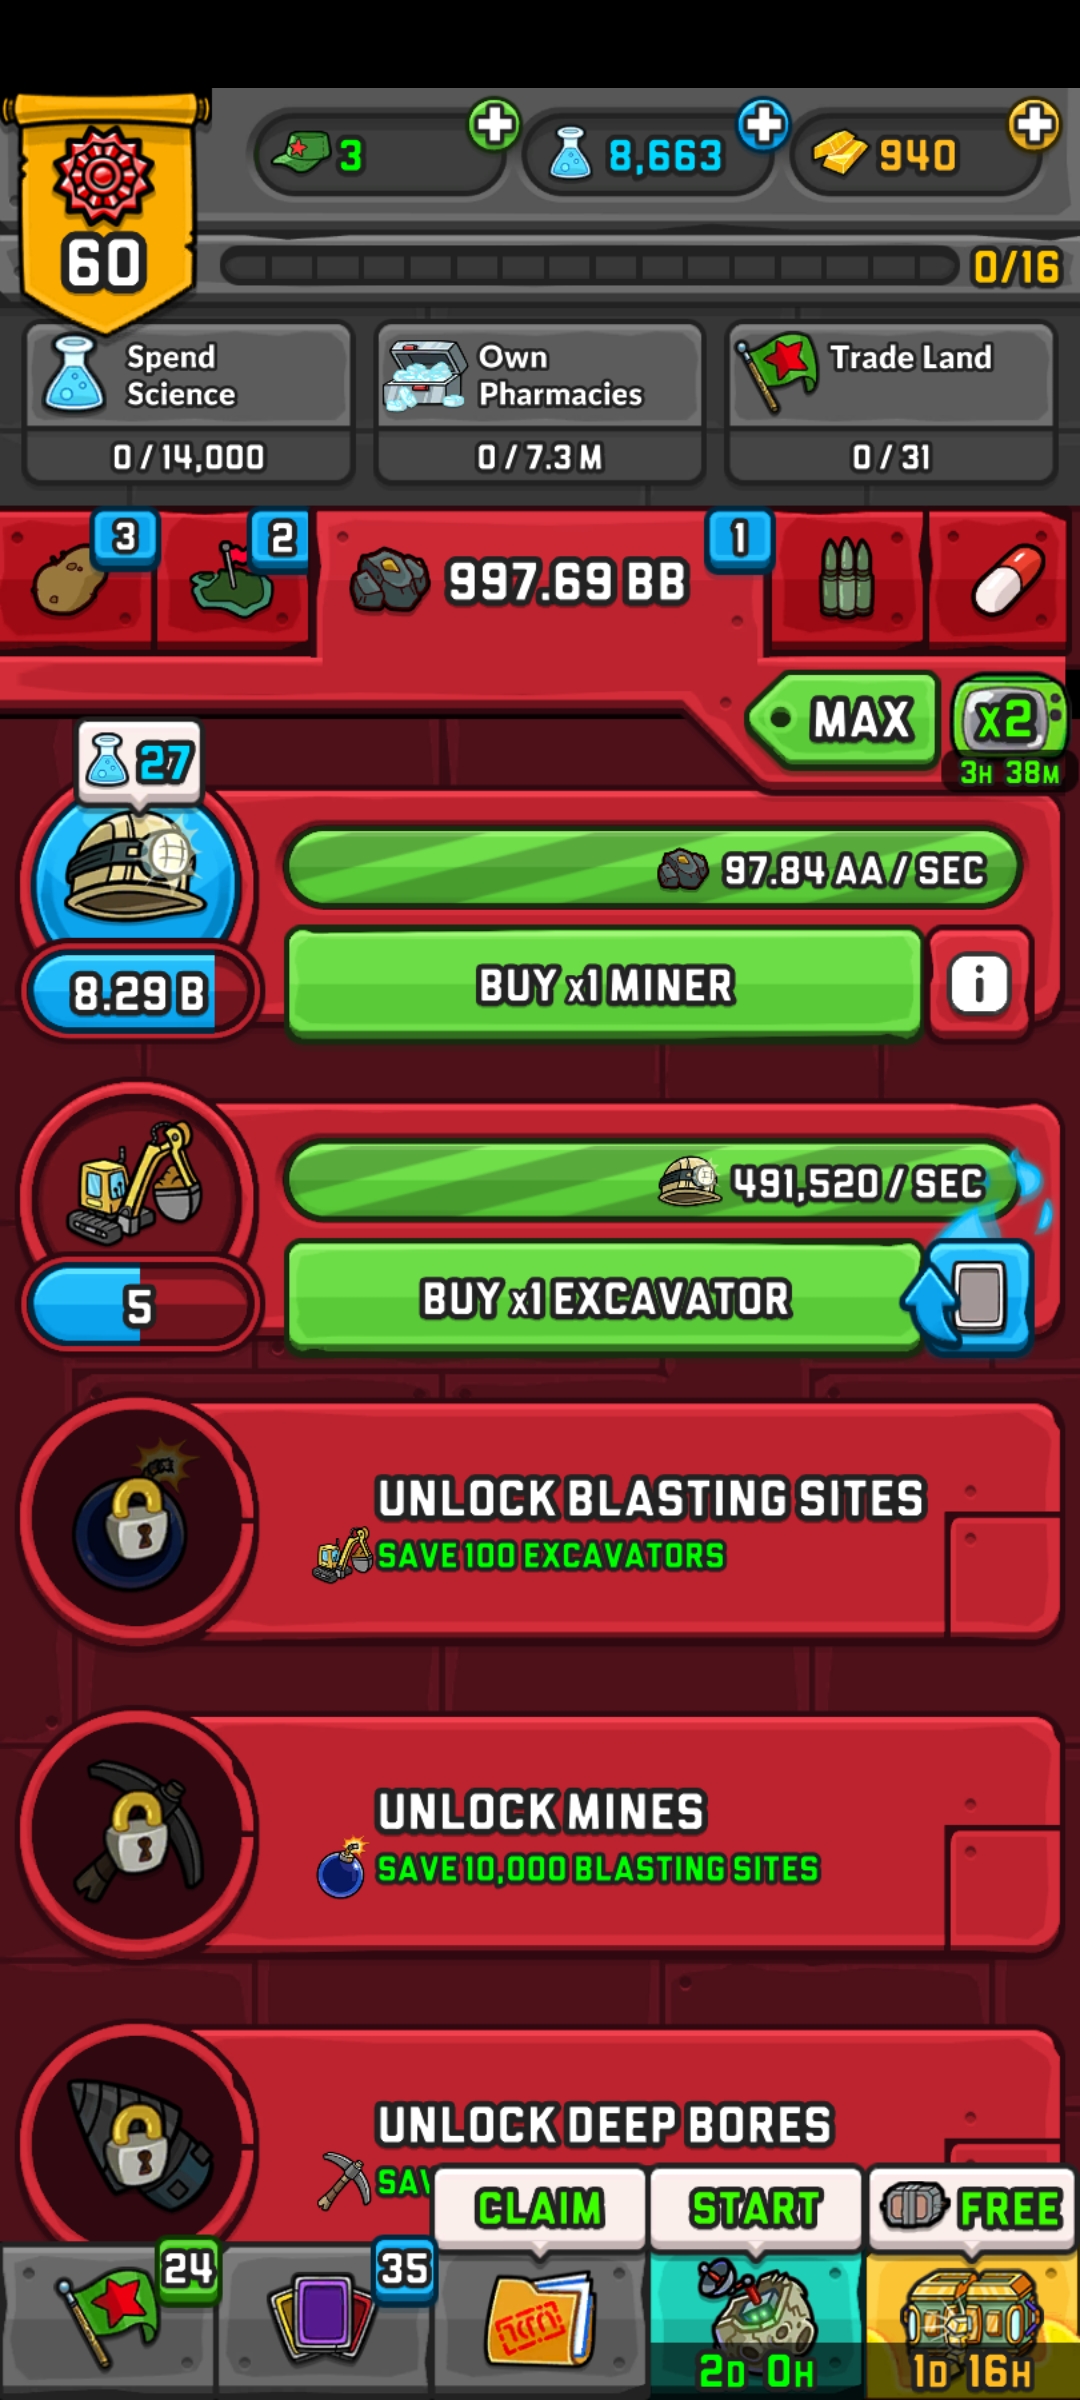 3
8,663
940
60
0/16
Spend
Science
Own
Pharmacies
Trade Land
0/14,000
0/7.3 M
0/31
3
2
997.69 BB
1
MAX
x2
3H 38M
27
97.84 AA/SEC
8.29 B
BUY x1 MINER
i
491,520/SEC
5
BUY x1 EXCAVATOR
UNLOCK BLASTING SITES
SAVE 100 EXCAVATORS
UNLOCK MINES
SAVE 10,000 BLASTING SITES
UNLOCK DEEP BORES
CLAIM
START
FREE
24
35
2D 0H
1D 16H